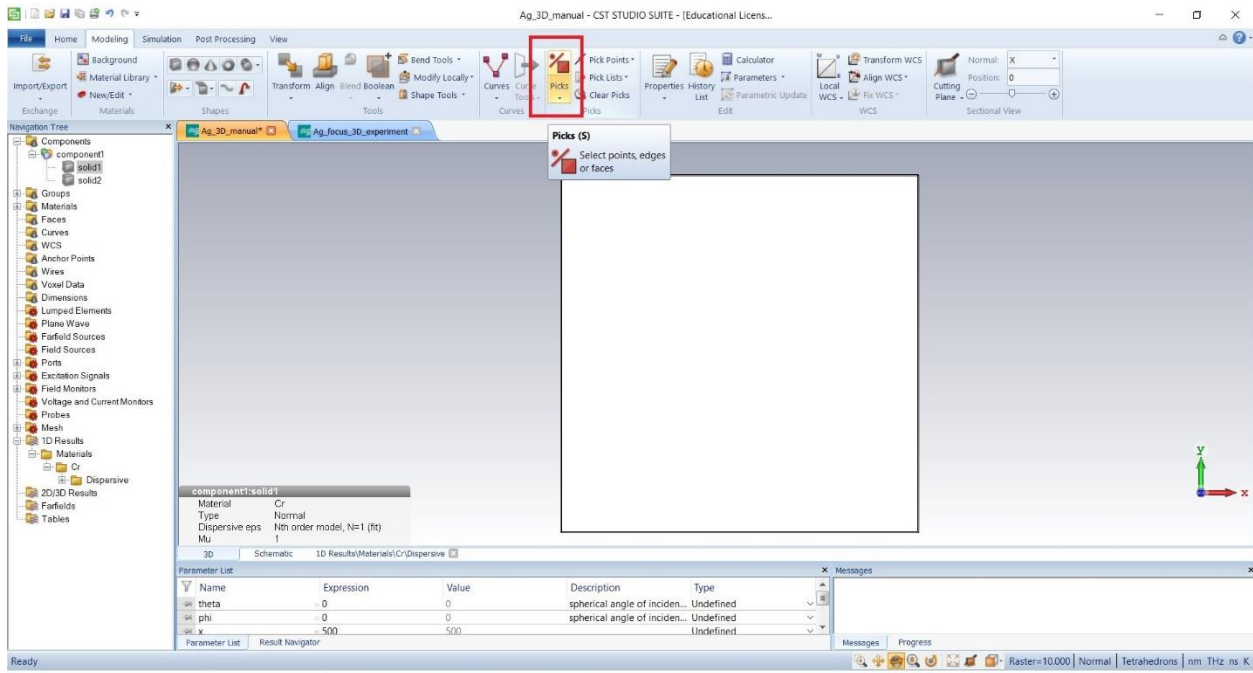 Ag_3D_manual - CST STUDIO SUITE - [Educational Licens...
File Home Modeling Simulation Post Processing View
Import/Export
Exchange
Background
Material Library
New/Edit
Materials
Shapes
Transform Align Blend Boolean
Bend Tools
Modify Locally
Shape Tools
Tools
Curves Curve Tools
Curves
Picks
Pick Points
Pick Lists
Clear Picks
Picks
Properties History List
Calculator
Parameters
Parametric Update
Edit
Local WCS
Transform WCS
Align WCS
Fix WCS
WCS
Cutting Plane
Normal: X
Position: 0
Sectional View
Navigation Tree
Components
component1
solid1
solid2
Groups
Materials
Faces
Curves
WCS
Anchor Points
Wires
Voxel Data
Dimensions
Lumped Elements
Plane Wave
Farfield Sources
Field Sources
Ports
Excitation Signals
Field Monitors
Voltage and Current Monitors
Probes
Mesh
1D Results
Materials
Cr
Dispersive
2D/3D Results
Farfields
Tables
Ag_3D_manual* Ag_focus_3D_experiment
Picks (S)
Select points, edges
or faces
y
x
component1:solid1
Material Cr
Type Normal
Dispersive eps Nth order model, N=1 (fit)
Mu 1
3D Schematic 1D Results\Materials\Cr\Dispersive
Parameter List
Name Expression Value Description Type
theta = 0 0 spherical angle of inciden... Undefined
phi = 0 0 spherical angle of inciden... Undefined
x = 500 500 Undefined
Parameter List Result Navigator
Messages
Messages Progress
Ready
Raster=10.000 Normal Tetrahedrons nm THz ns K